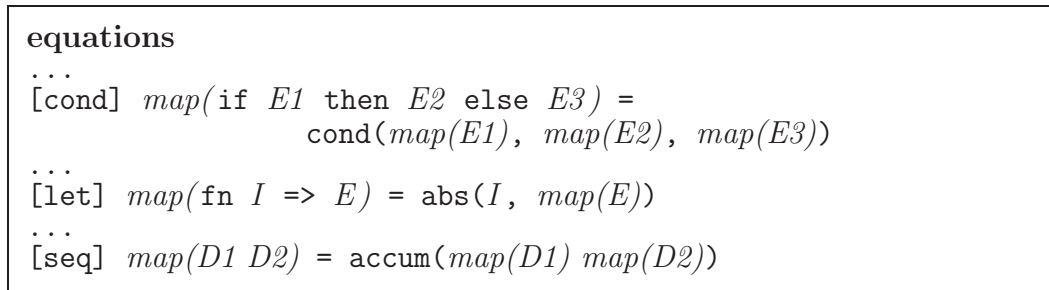 equations
...
[cond] map(if E1 then E2 else E3) =
cond(map(E1), map(E2), map(E3))
...
[let] map(fn I => E) = abs(I, map(E))
...
[seq] map(D1 D2) = accum(map(D1) map(D2))